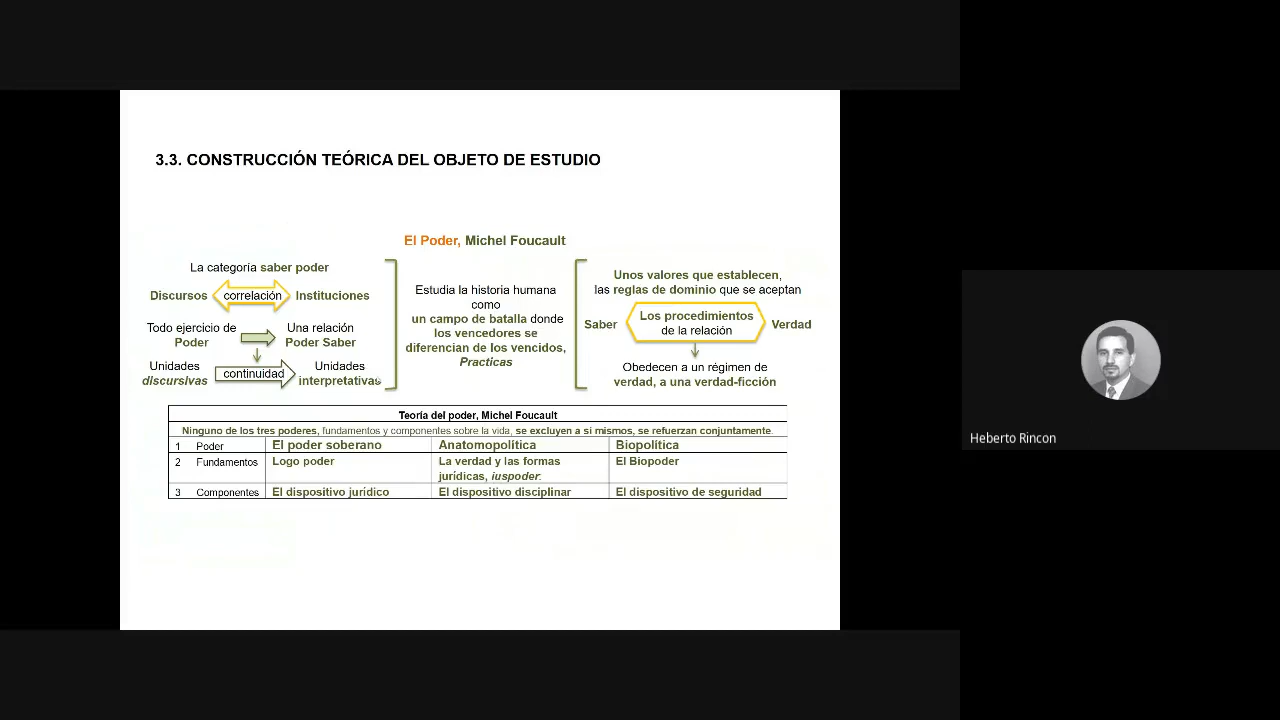 3.3. CONSTRUCCIÓN TEÓRICA DEL OBJETO DE ESTUDIO
El Poder, Michel Foucault
La categoría saber poder
Discursos correlación Instituciones
Todo ejercicio de
Poder
Una relación
Poder Saber
Unidades
discursivas
continuidad
Unidades
interpretativas
Estudia la historia humana
como
un campo de batalla donde
los vencedores se
diferencian de los vencidos,
Practicas
Unos valores que establecen,
las reglas de dominio que se aceptan
Saber
Los procedimientos
de la relación
Verdad
Obedecen a un régimen de
verdad, a una verdad-ficción
Teoría del poder, Michel Foucault
Ninguno de los tres poderes, fundamentos y componentes sobre la vida, se excluyen a si mismos, se refuerzan conjuntamente.
1 Poder El poder soberano Anatomopolítica Biopolítica
2 Fundamentos Logo poder La verdad y las formas jurídicas, iuspoder. El Biopoder
3 Componentes El dispositivo jurídico El dispositivo disciplinar El dispositivo de seguridad
Heberto Rincon